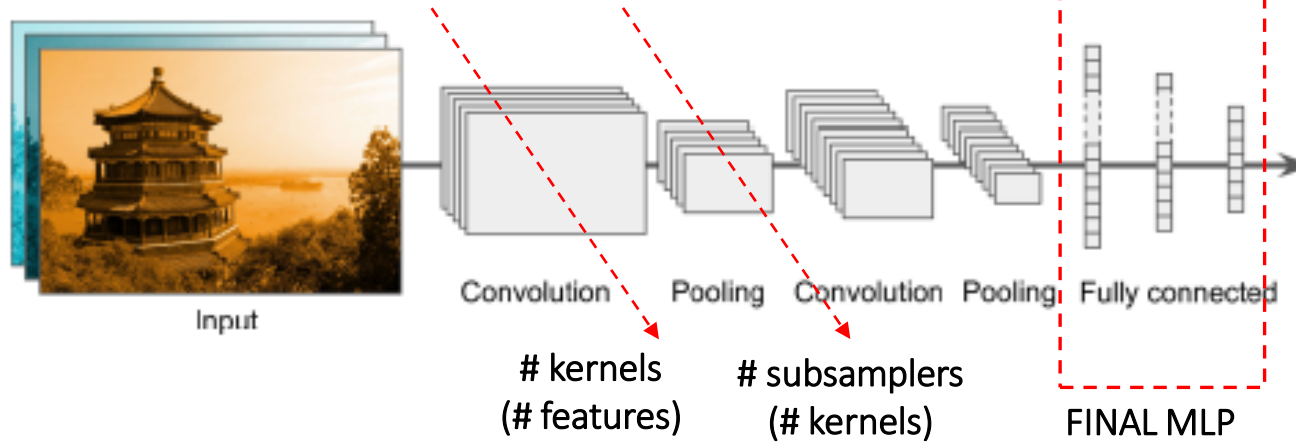 Input
Convolution
Pooling
Convolution
Pooling
Fully connected
# kernels
(# features)
# subsamplers
(# kernels)
FINAL MLP